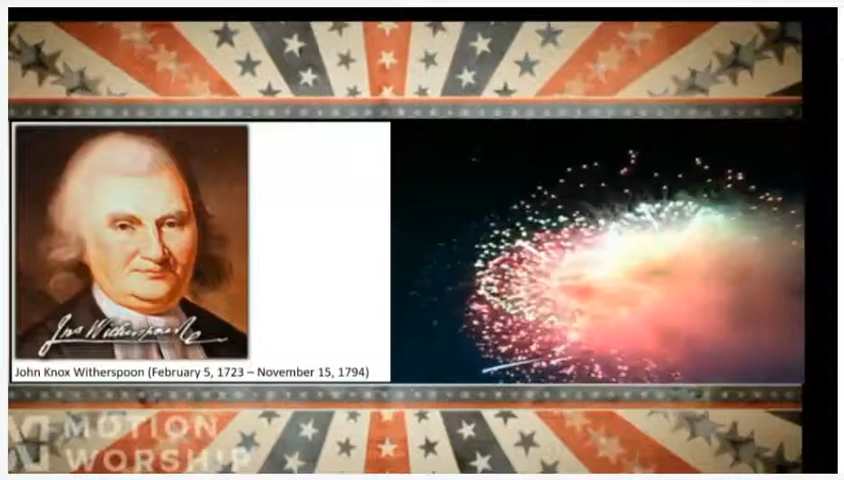 Jno Witherspoon
John Knox Witherspoon (February 5, 1723 – November 15, 1794)
MOTION
WORSHIP